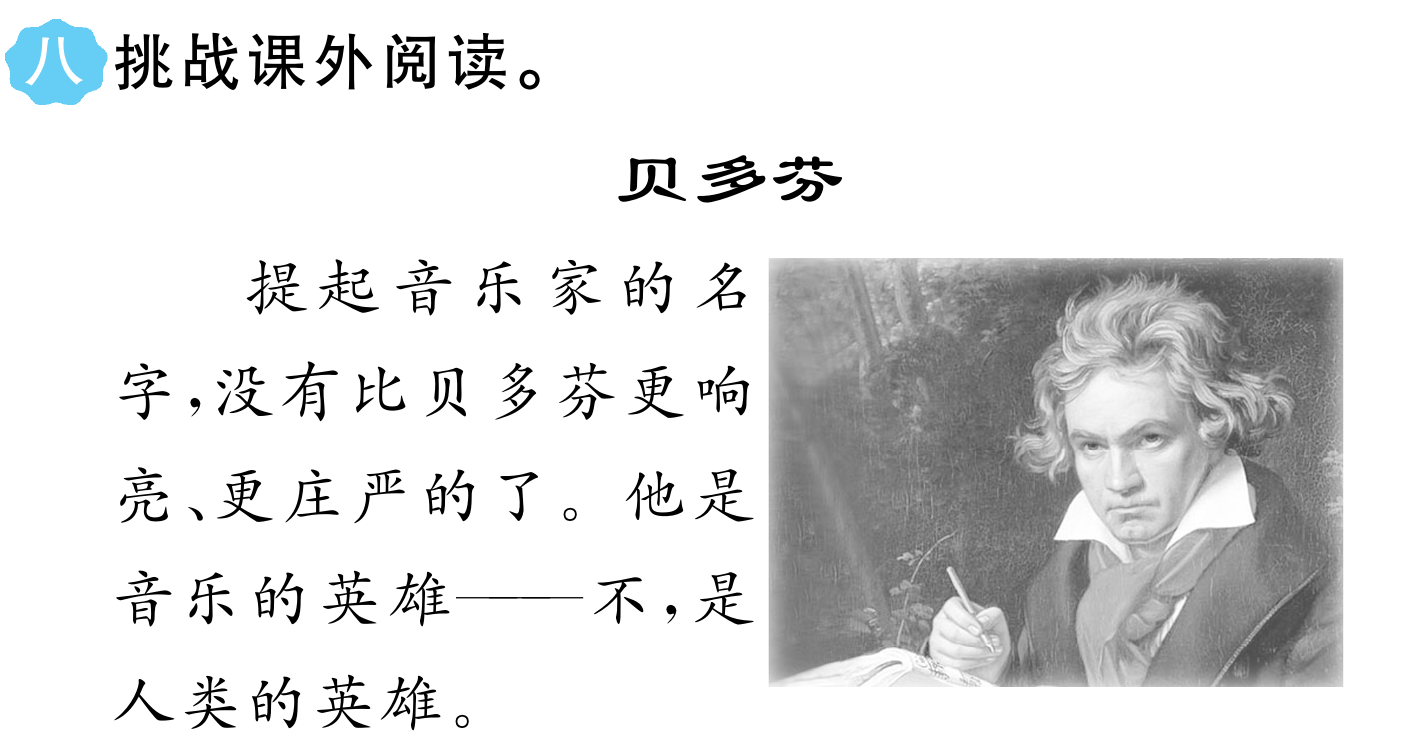 八 挑战课外阅读。
贝多芬
提起音乐家的名
字,没有比贝多芬更响
亮、更庄严的了。他是
音乐的英雄——不,是
人类的英雄。